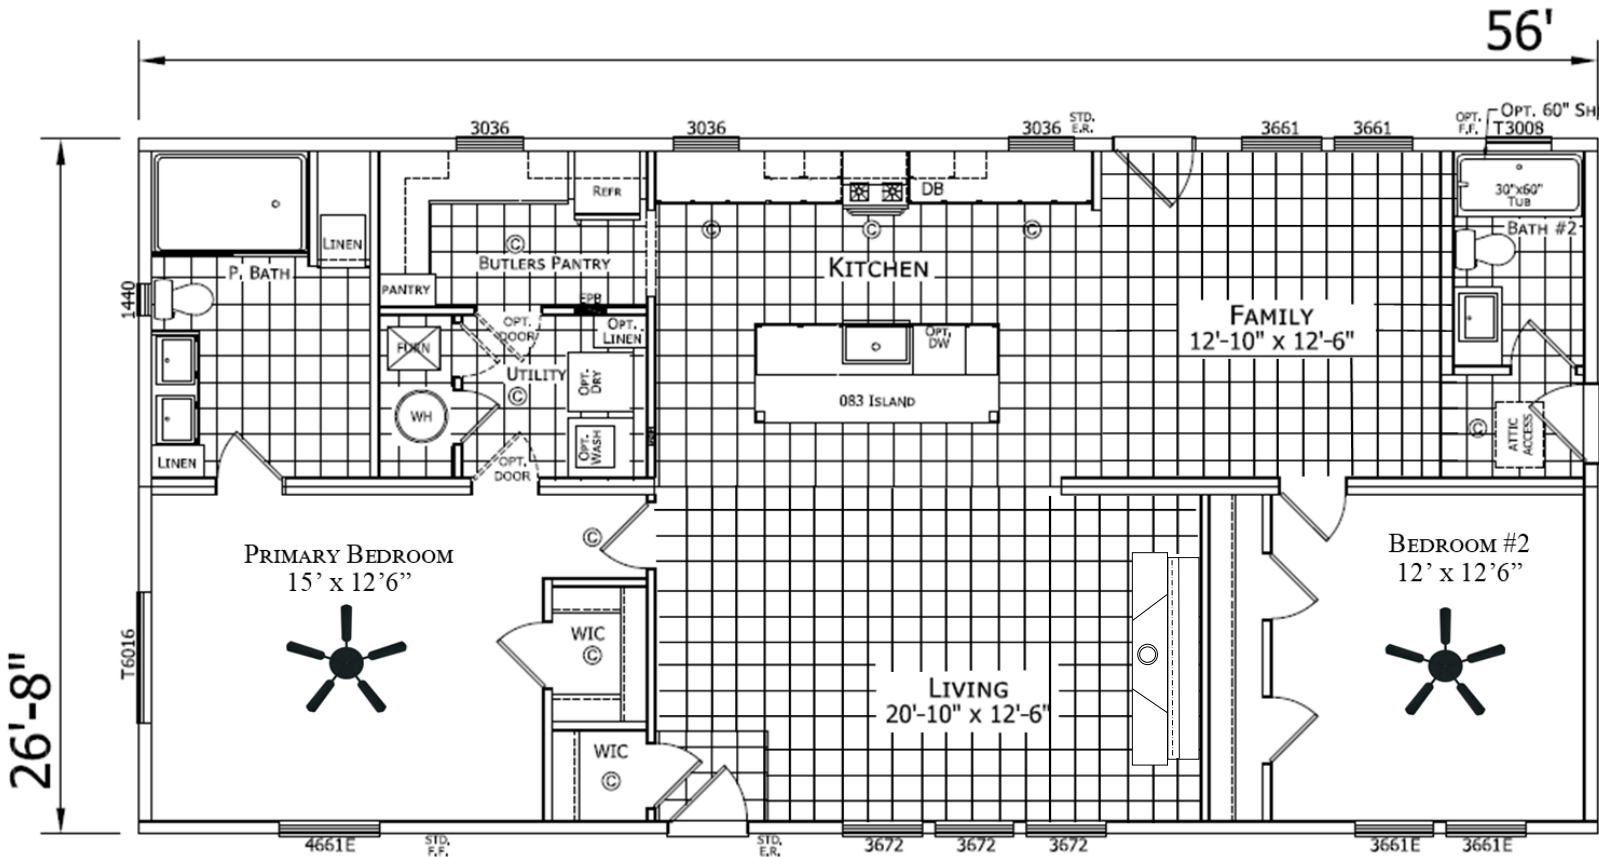 56'
OPT. 60" SH
3036
3036
3036
STD.
E.R.
3661
3661
OPT.
F.F.
T3008
REFR
DB
30"x60"
TUB
LINEN
BATH #2
©
©
©
©
P. BATH
BUTLERS PANTRY
KITCHEN
1440
PANTRY
EPB
FAMILY
12'-10" x 12'-6"
OPT.
DOOR
OPT.
LINEN
OPT,
DW
FURN
UTILITY
©
OPT.
DRY
083 ISLAND
WH
OPT.
WASH
©
ATTIC
ACCESS
LINEN
OPT.
DOOR
©
PRIMARY BEDROOM
15’ x 12’6”
BEDROOM #2
12’ x 12’6”
T6016
WIC
©
26'-8"
LIVING
20'-10" x 12'-6"
WIC
©
4661E
STD.
F.F.
STD.
E.R.
3672
3672
3672
3661E
3661E